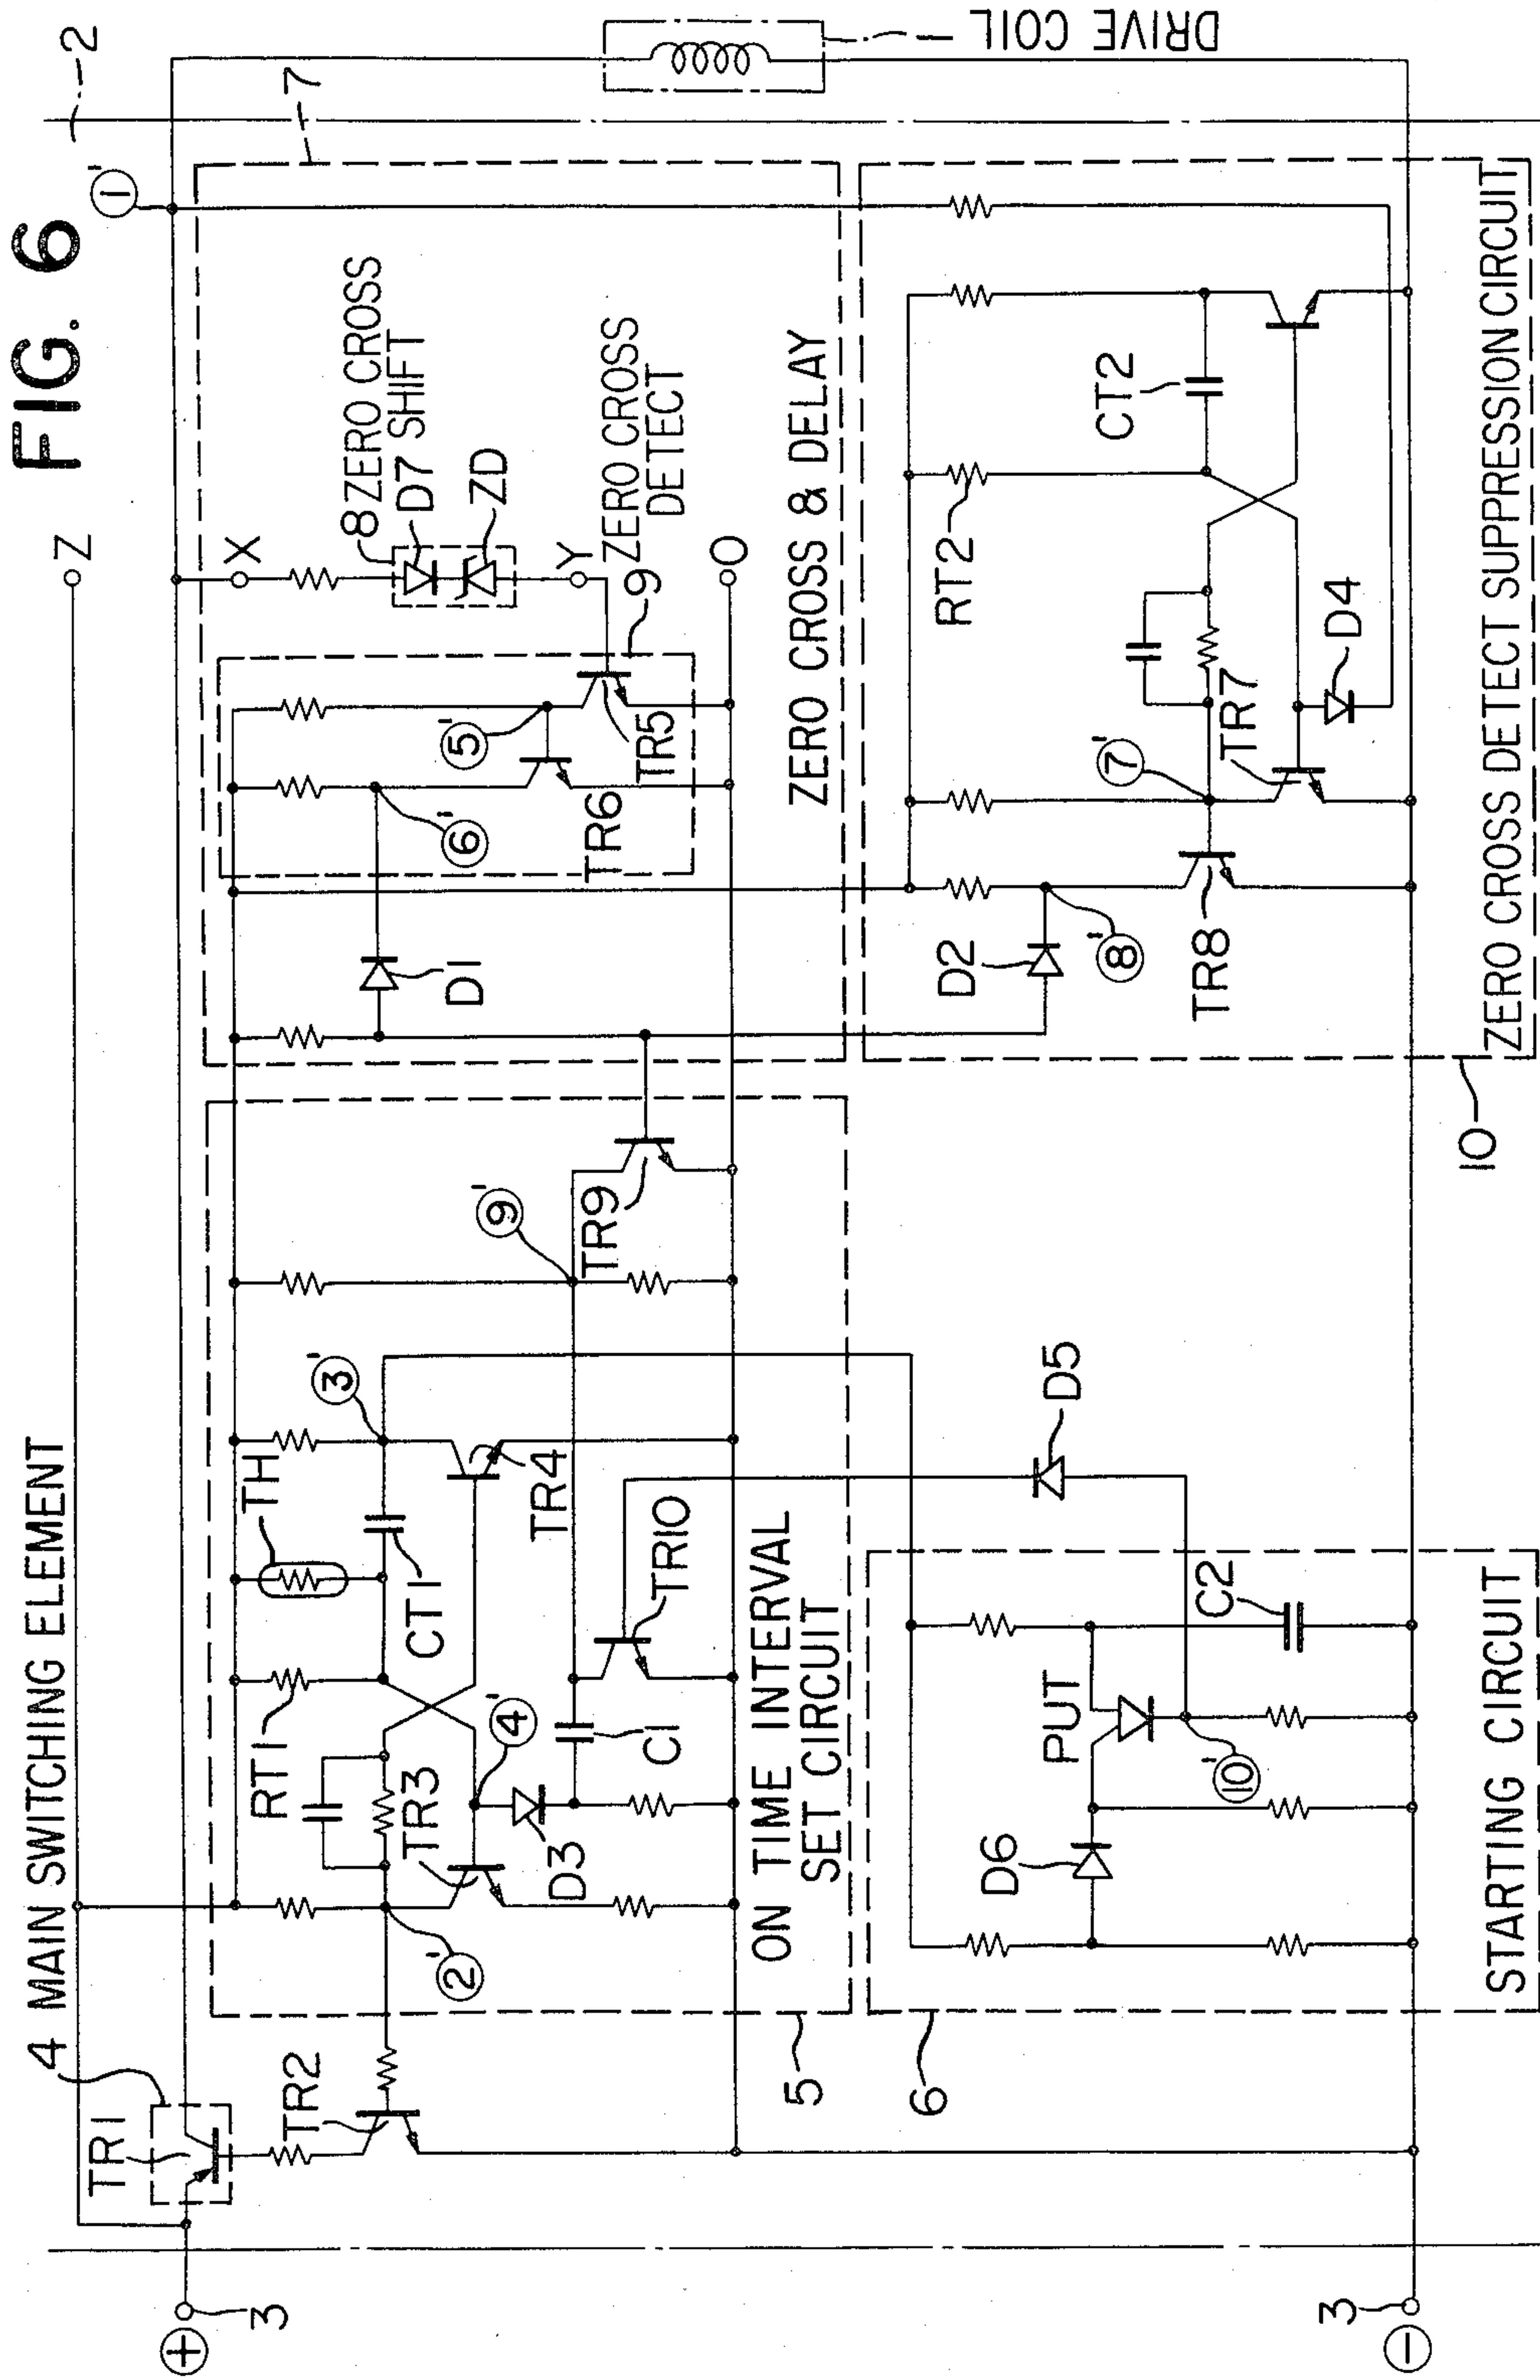 FIG. 6
2
4 MAIN SWITCHING ELEMENT
Z
1'
7
TR1
X
8 ZERO CROSS
SHIFT
D7
ZD
Y
ZERO CROSS
DETECT
9
O
3
+
TR2
2'
RT1
TH
3'
CT1
TR3
4'
TR4
D3
C1
TR10
9'
TR9
D1
6'
5'
TR6
TR5
DRIVE COIL
1
ON TIME INTERVAL
SET CIRCUIT
5
ZERO CROSS & DELAY
6
D6
PUT
10'
C2
D5
STARTING CIRCUIT
D2
8'
TR8
7'
TR7
D4
RT2
CT2
10
ZERO CROSS DETECT SUPPRESSION CIRCUIT
3
−